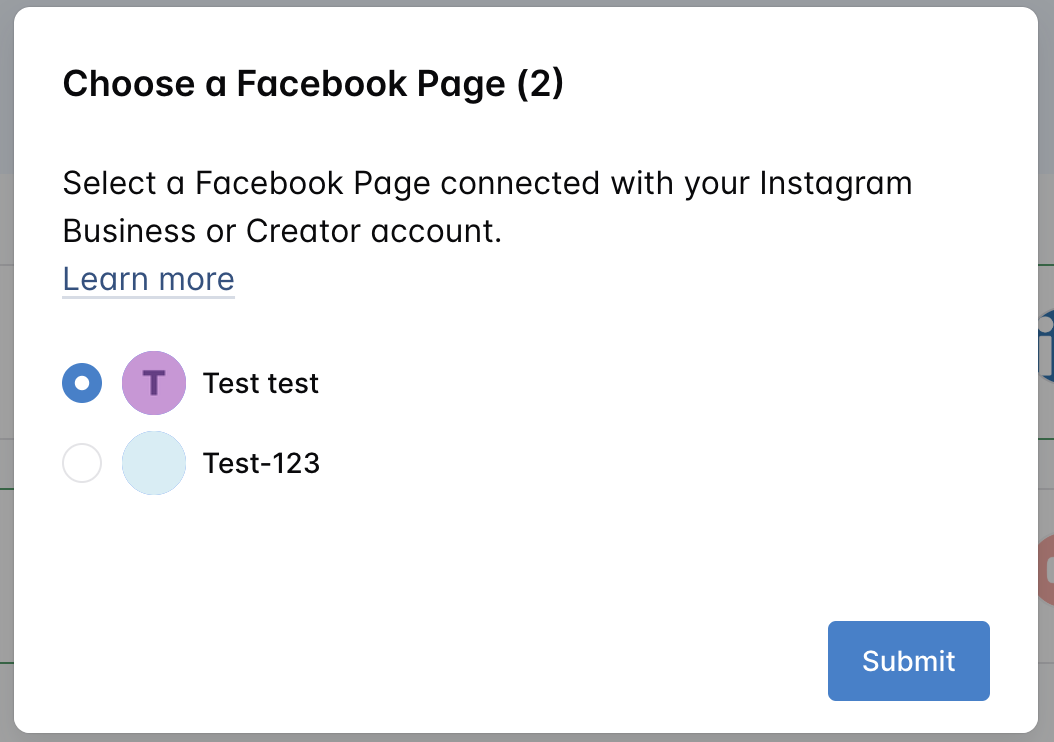 Choose a Facebook Page (2)
Select a Facebook Page connected with your Instagram
Business or Creator account.
Learn more
T Test test
Test-123
Submit